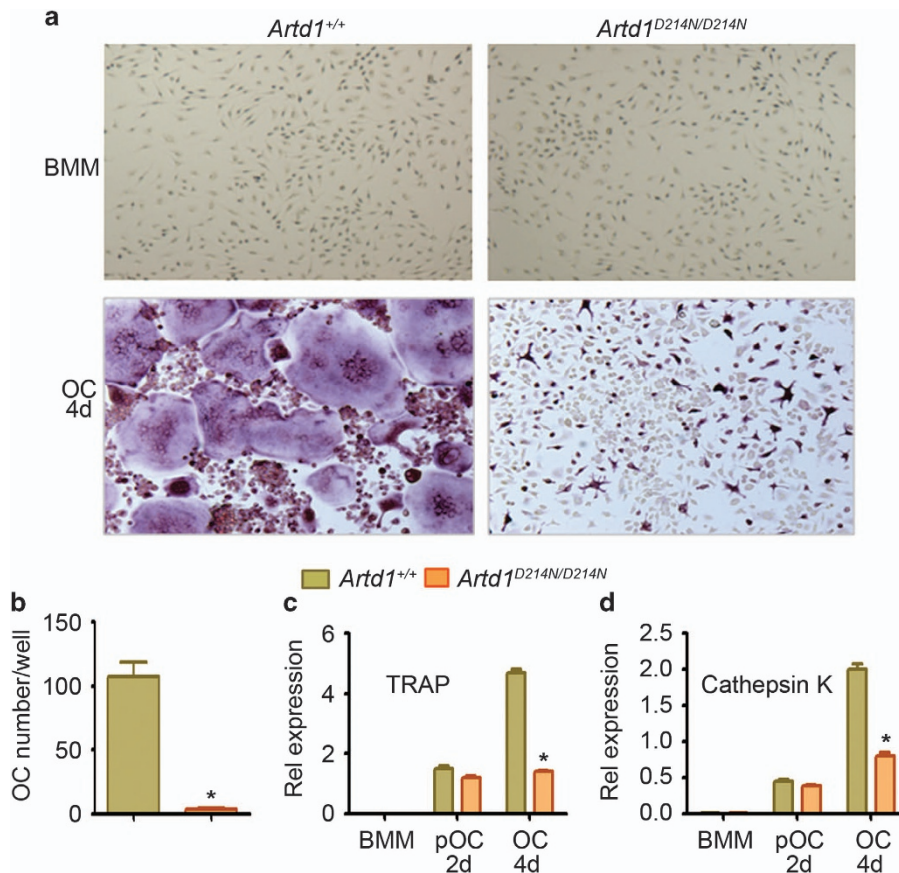 a
Artd1+/+
Artd1D214N/D214N
BMM
OC
4d
Artd1+/+
Artd1D214N/D214N
b
OC number/well
150
100
50
0
*
c
Rel expression
6
4
2
0
TRAP
*
BMM
pOC
2d
OC
4d
d
Rel expression
2.5
2.0
1.5
1.0
0.5
0.0
Cathepsin K
*
BMM
pOC
2d
OC
4d